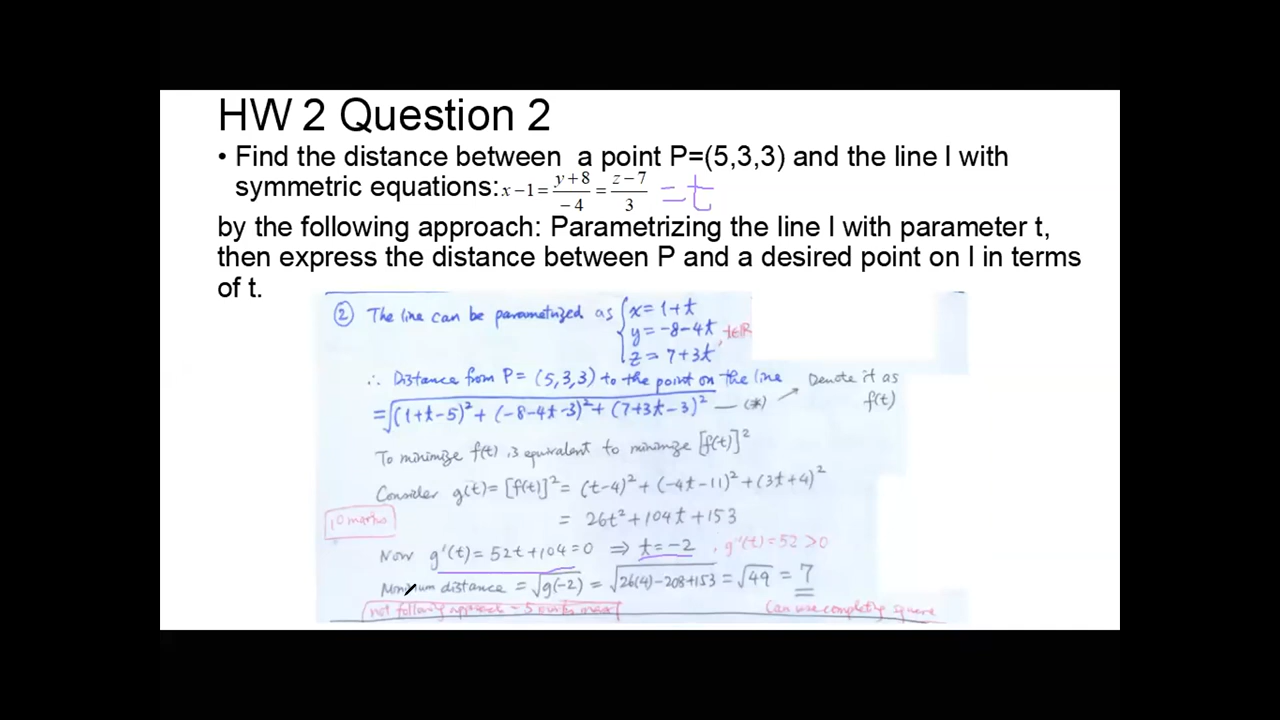 HW 2 Question 2
• Find the distance between a point P=(5,3,3) and the line l with
symmetric equations: x−1 = (y+8)/−4 = (z−7)/3 = t
by the following approach: Parametrizing the line l with parameter t,
then express the distance between P and a desired point on l in terms
of t.
② The line can be parametrized as { x = 1+t
y = -8-4t , t∈R
z = 7+3t
∴ Distance from P = (5,3,3) to the point on the line
= √((1+t-5)² + (-8-4t-3)² + (7+3t-3)²) — (*) → Denote it as
f(t)
To minimize f(t) is equivalent to minimize [f(t)]²
Consider g(t) = [f(t)]² = (t-4)² + (-4t-11)² + (3t+4)²
= 26t² + 104t + 153
10 marks
Now g'(t) = 52t + 104 = 0 ⇒ t = -2 , g''(t) = 52 > 0
Minimum distance = √g(-2) = √(26(4)-208+153) = √49 = 7
not following approach - 5 marks
Can use completing square